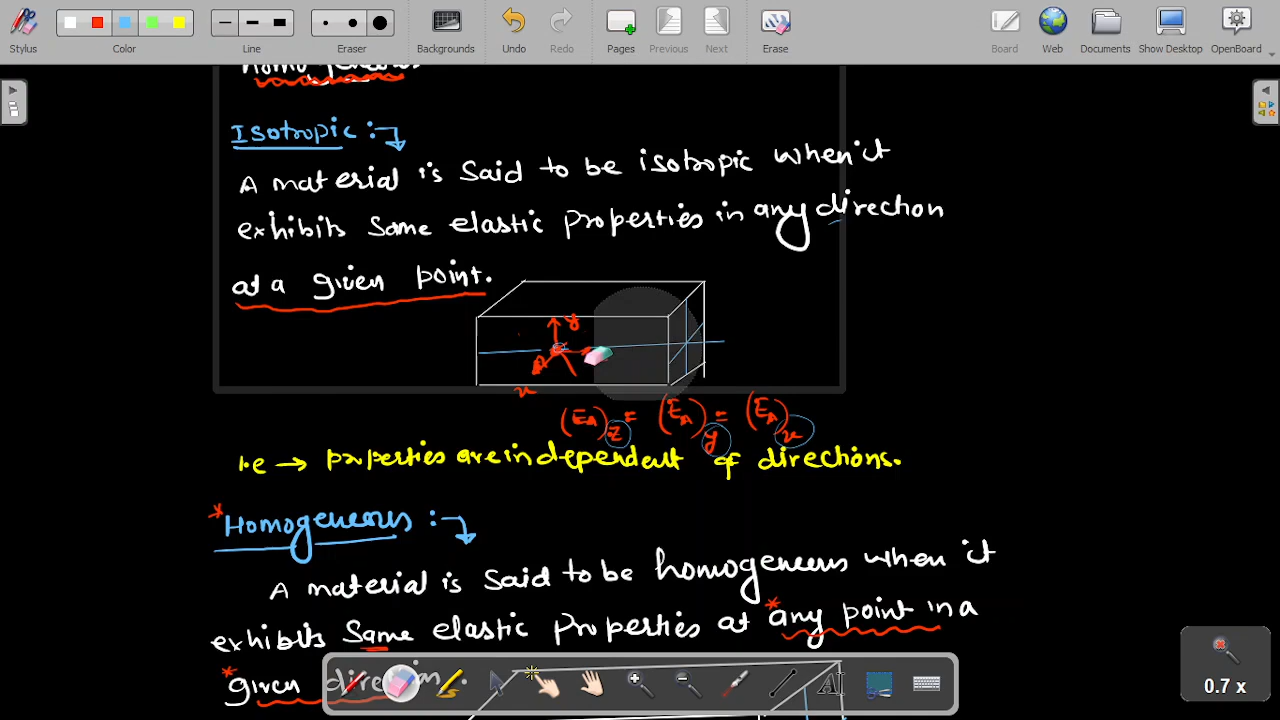 Stylus Color Line Eraser Backgrounds Undo Redo Pages Previous Next Erase Board Web Documents Show Desktop OpenBoard
Isotropic :
A material is said to be isotropic when it
exhibits same elastic properties in any direction
at a given point.
y
x
(EA)z = (EA)y = (EA)x
i.e → properties are independent of directions.
*Homogeneous :
A material is said to be homogeneous when it
exhibits same elastic properties at *any point in a
*given direction.
0.7 x